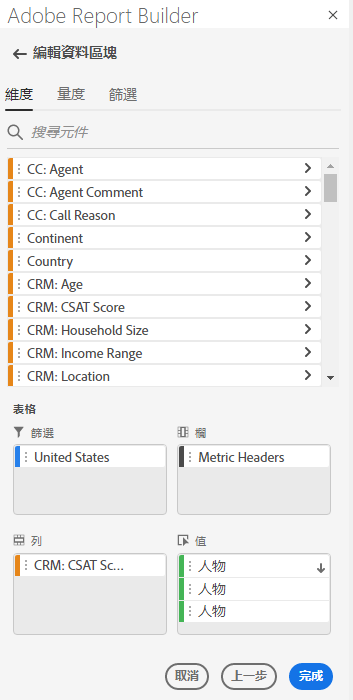 Adobe Report Builder
編輯資料區塊
維度 量度 篩選
搜尋元件
CC: Agent
CC: Agent Comment
CC: Call Reason
Continent
Country
CRM: Age
CRM: CSAT Score
CRM: Household Size
CRM: Income Range
CRM: Location
表格
篩選 欄
United States Metric Headers
列 值
CRM: CSAT Sc... 人物
人物
人物
取消 上一步 完成